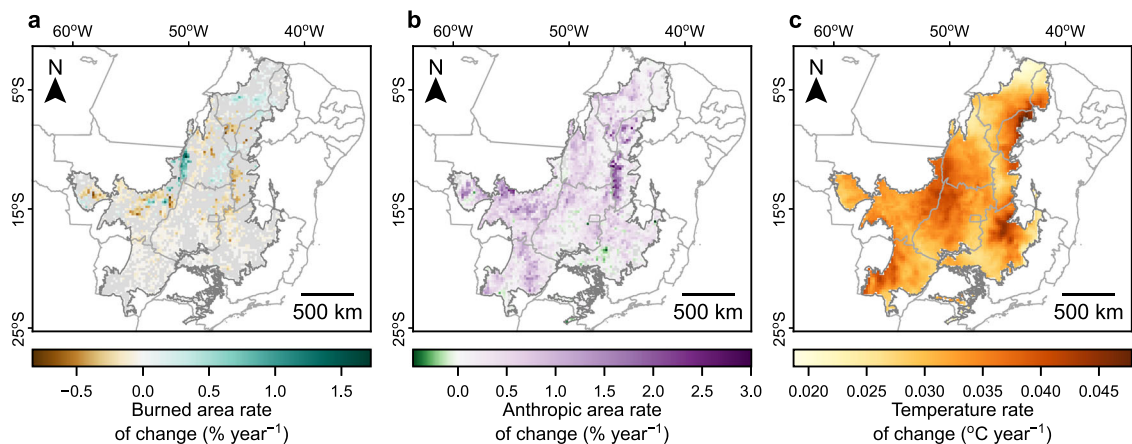 a
60°W 50°W 40°W
N
5°S
15°S
25°S
500 km
−0.5 0.0 0.5 1.0 1.5
Burned area rate
of change (% year⁻¹)
b
60°W 50°W 40°W
N
5°S
15°S
25°S
500 km
0.0 0.5 1.0 1.5 2.0 2.5 3.0
Anthropic area rate
of change (% year⁻¹)
c
60°W 50°W 40°W
N
5°S
15°S
25°S
500 km
0.020 0.025 0.030 0.035 0.040 0.045
Temperature rate
of change (°C year⁻¹)